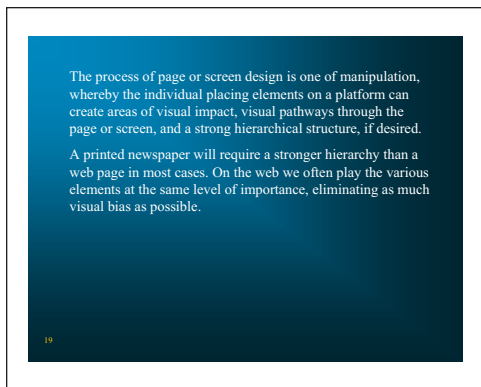 The process of page or screen design is one of manipulation,
whereby the individual placing elements on a platform can
create areas of visual impact, visual pathways through the
page or screen, and a strong hierarchical structure, if desired.
A printed newspaper will require a stronger hierarchy than a
web page in most cases. On the web we often play the various
elements at the same level of importance, eliminating as much
visual bias as possible.
19